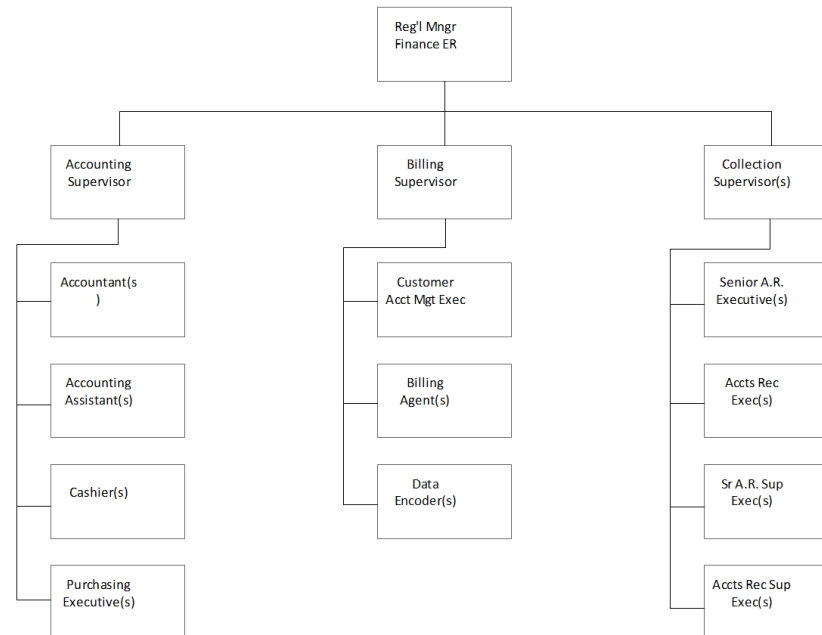 Reg'l Mngr
Finance ER
Accounting
Supervisor
Billing
Supervisor
Collection
Supervisor(s)
Accountant(s
)
Customer
Acct Mgt Exec
Senior A.R.
Executive(s)
Accounting
Assistant(s)
Billing
Agent(s)
Accts Rec
Exec(s)
Cashier(s)
Data
Encoder(s)
Sr A.R. Sup
Exec(s)
Purchasing
Executive(s)
Accts Rec Sup
Exec(s)